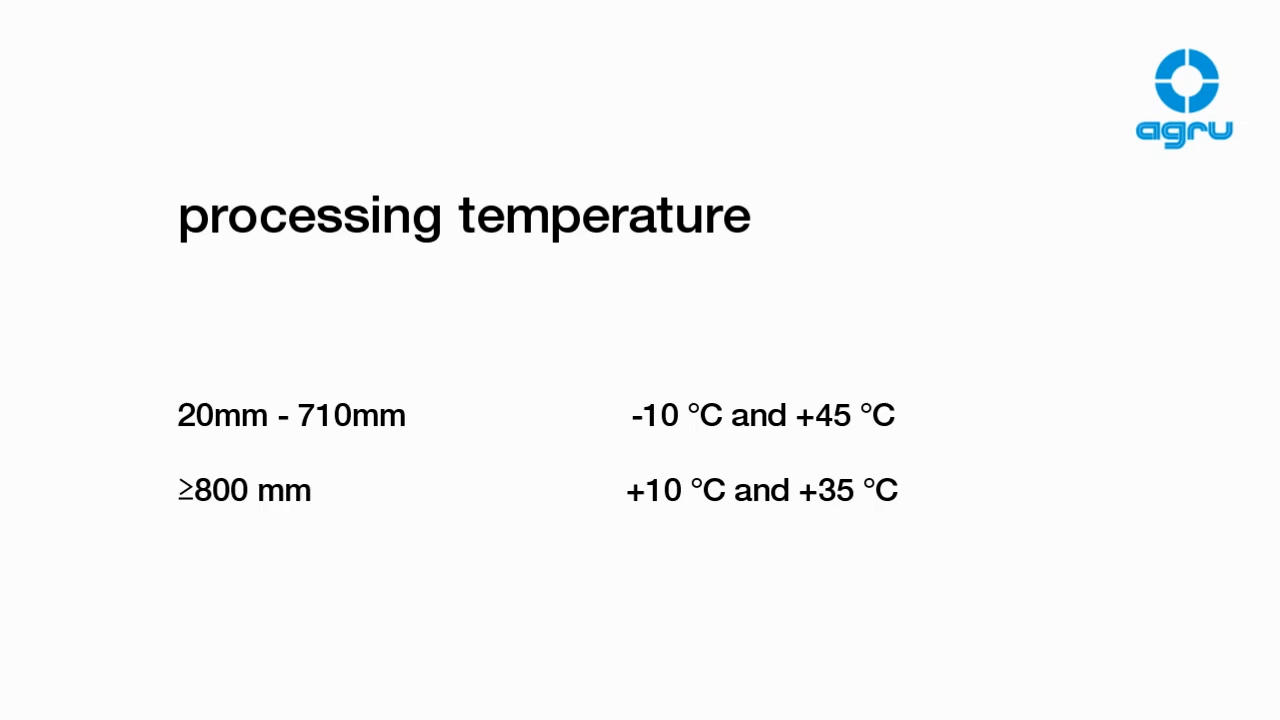 agru
processing temperature
20mm - 710mm -10 °C and +45 °C
≥800 mm +10 °C and +35 °C